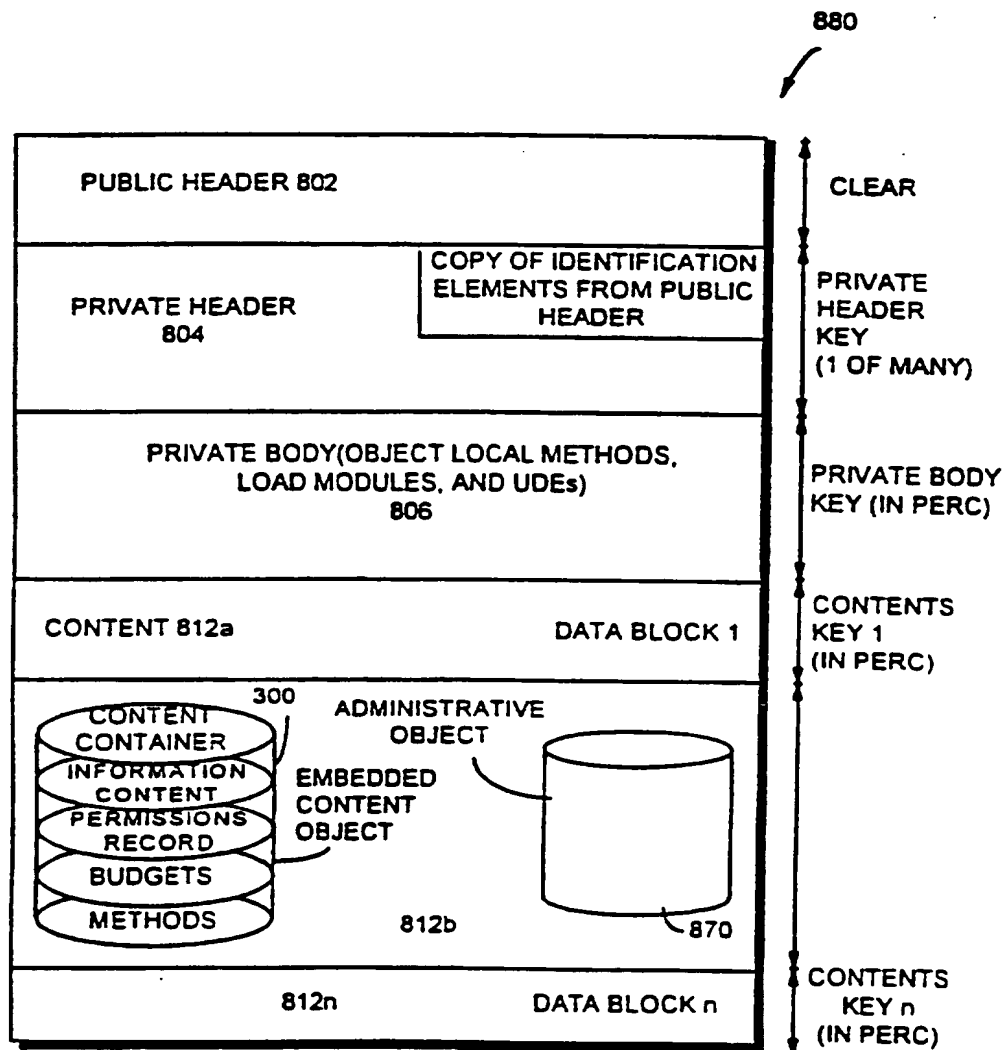 880
PUBLIC HEADER 802
CLEAR
PRIVATE HEADER
804
COPY OF IDENTIFICATION
ELEMENTS FROM PUBLIC
HEADER
PRIVATE
HEADER
KEY
(1 OF MANY)
PRIVATE BODY(OBJECT LOCAL METHODS,
LOAD MODULES, AND UDEs)
806
PRIVATE BODY
KEY (IN PERC)
CONTENT 812a
DATA BLOCK 1
CONTENTS
KEY 1
(IN PERC)
300
CONTENT
CONTAINER
INFORMATION
CONTENT
PERMISSIONS
RECORD
BUDGETS
METHODS
EMBEDDED
CONTENT
OBJECT
ADMINISTRATIVE
OBJECT
812b
870
812n
DATA BLOCK n
CONTENTS
KEY n
(IN PERC)